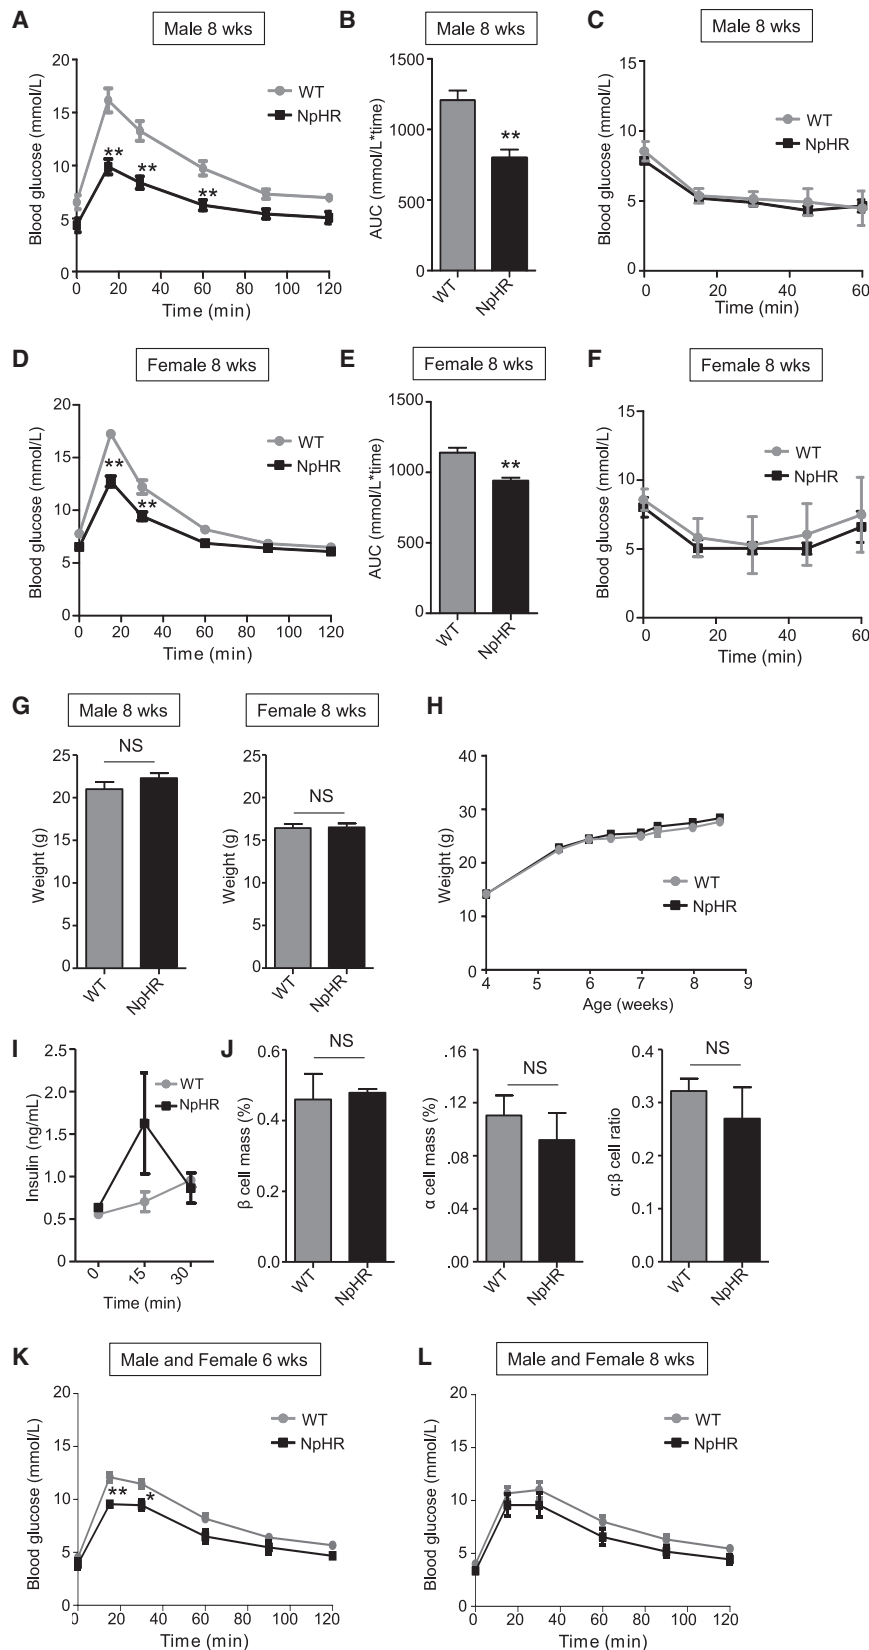 A
Male 8 wks
Blood glucose (mmol/L)
20
15
10
5
0
WT
NpHR
**
**
**
0 20 40 60 80 100 120
Time (min)
B
Male 8 wks
AUC (mmol/L*time)
1500
1000
500
0
**
WT
NpHR
C
Male 8 wks
Blood glucose (mmol/L)
15
10
5
0
WT
NpHR
0 20 40 60
Time (min)
D
Female 8 wks
Blood glucose (mmol/L)
20
15
10
5
0
WT
NpHR
**
**
0 20 40 60 80 100 120
Time (min)
E
Female 8 wks
AUC (mmol/L*time)
1500
1000
500
0
**
WT
NpHR
F
Female 8 wks
Blood glucose (mmol/L)
15
10
5
0
WT
NpHR
0 20 40 60
Time (min)
G
Male 8 wks
Weight (g)
25
20
15
10
5
0
NS
WT
NpHR
Female 8 wks
Weight (g)
25
20
15
10
5
0
NS
WT
NpHR
H
Weight (g)
40
30
20
10
0
WT
NpHR
4 5 6 7 8 9
Age (weeks)
I
Insulin (ng/mL)
2.5
2.0
1.5
1.0
0.5
0
WT
NpHR
0 15 30
Time (min)
J
β cell mass (%)
0.6
0.4
0.2
0.0
NS
WT
NpHR
α cell mass (%)
.16
.12
.08
.04
.00
NS
WT
NpHR
α:β cell ratio
0.4
0.3
0.2
0.1
0.0
NS
WT
NpHR
K
Male and Female 6 wks
Blood glucose (mmol/L)
20
15
10
5
0
WT
NpHR
**
*
0 20 40 60 80 100 120
Time (min)
L
Male and Female 8 wks
Blood glucose (mmol/L)
20
15
10
5
0
WT
NpHR
0 20 40 60 80 100 120
Time (min)